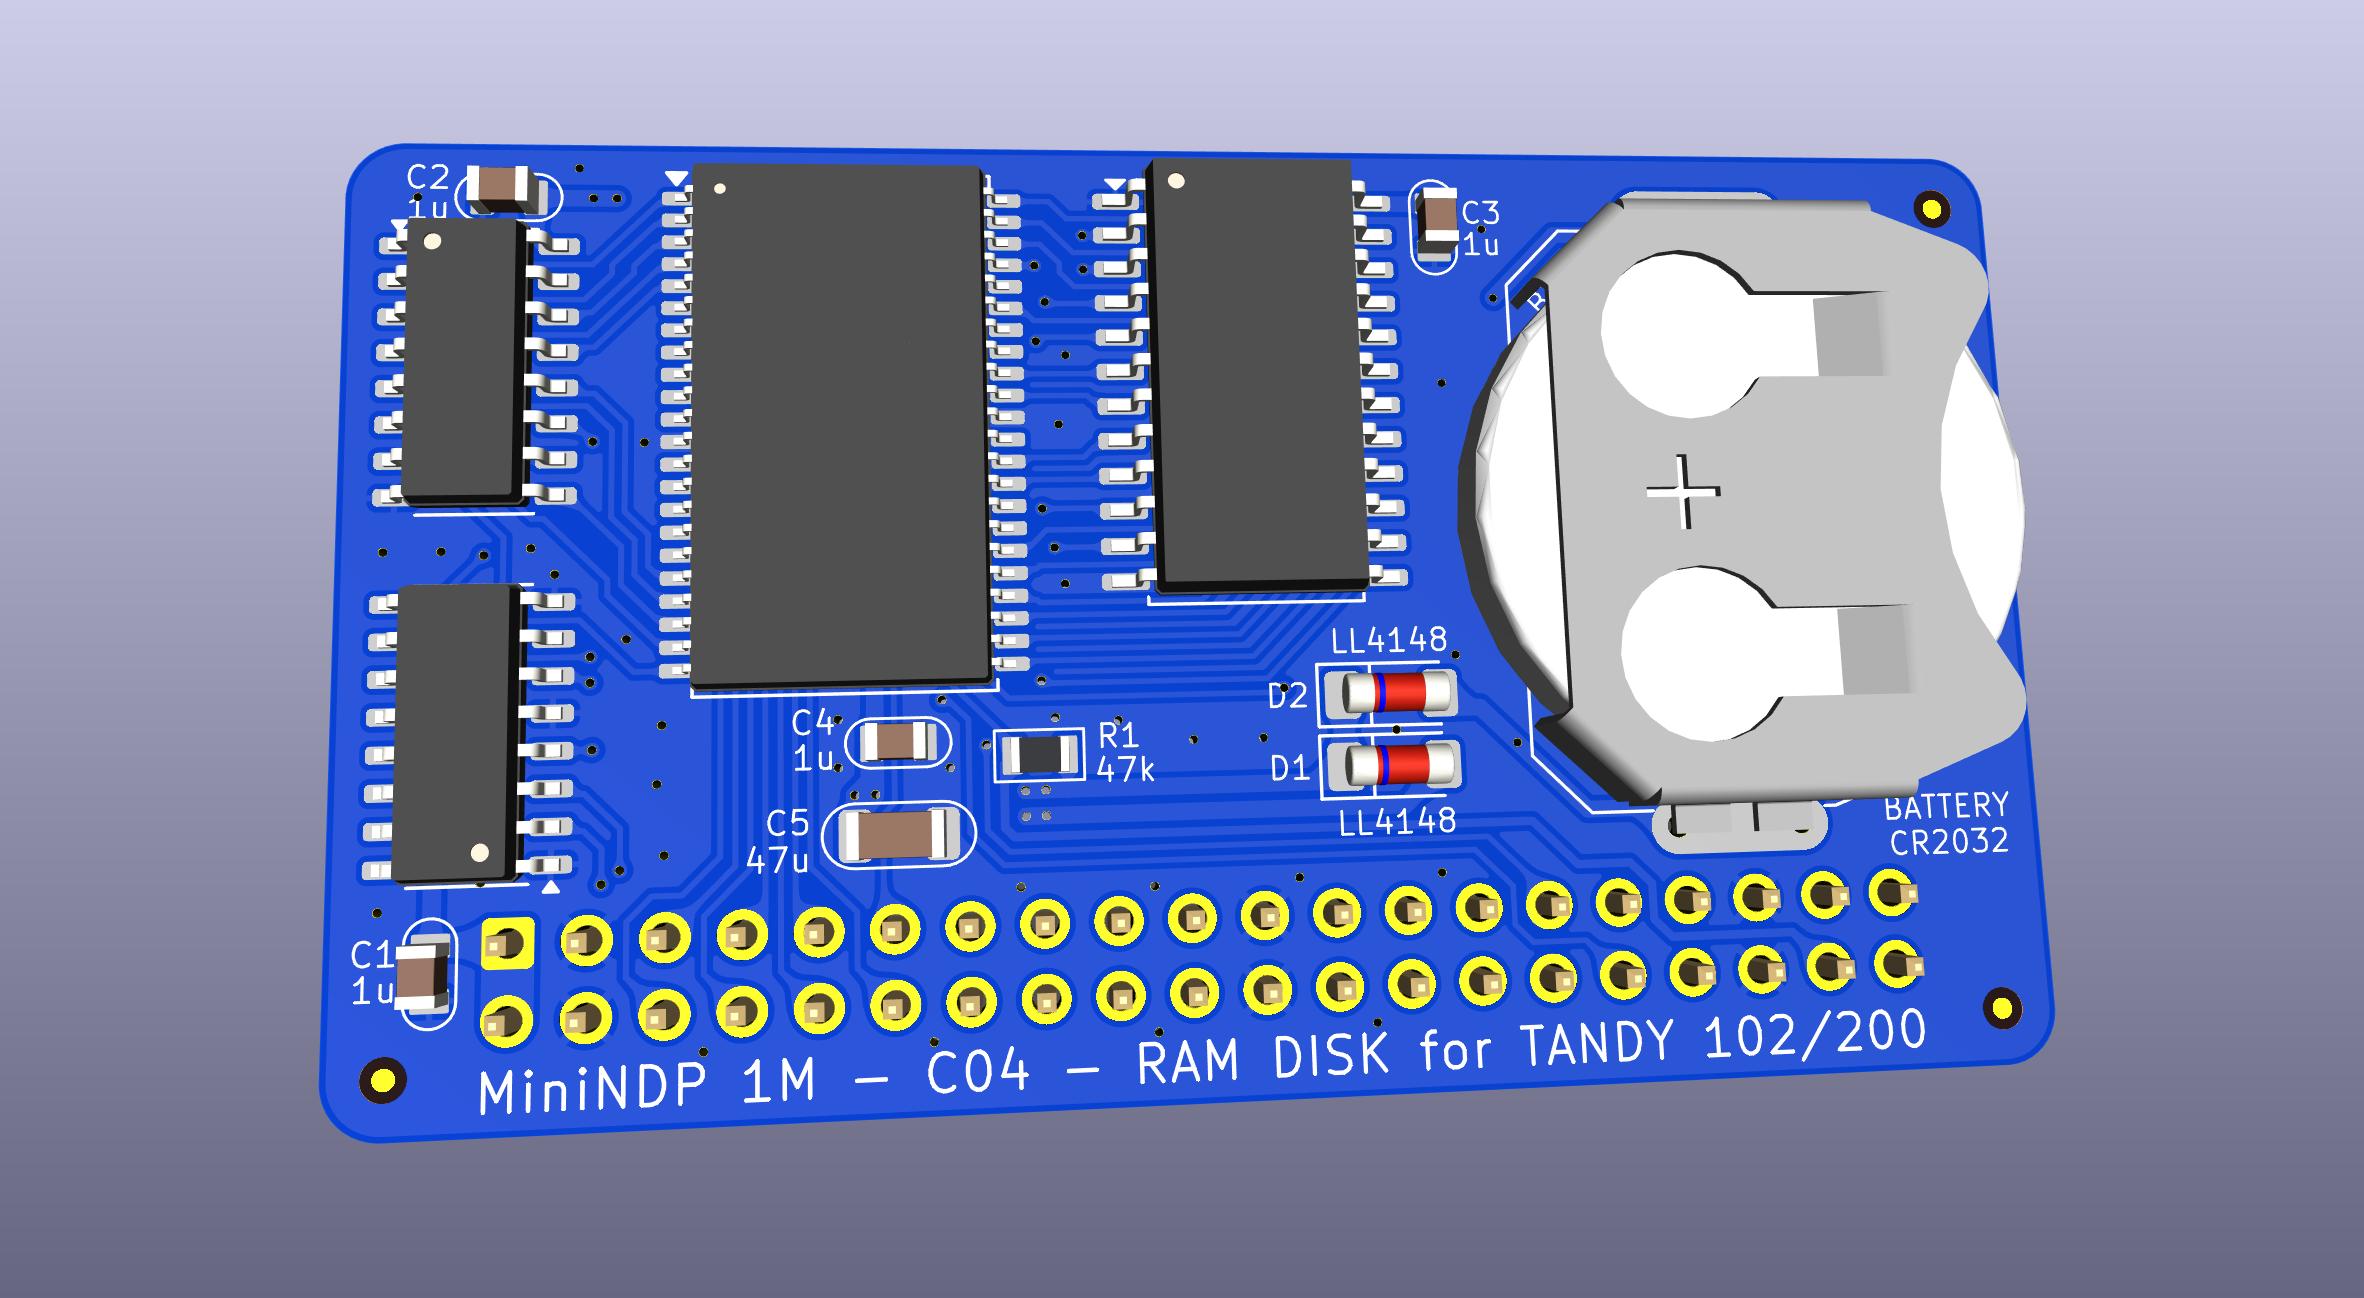 C2
1u
C3
1u
LL4148
D2
C4
1u
R1
47k
D1
C5
47u
LL4148
BATTERY
CR2032
C1
1u
MiniNDP 1M - C04 - RAM DISK for TANDY 102/200